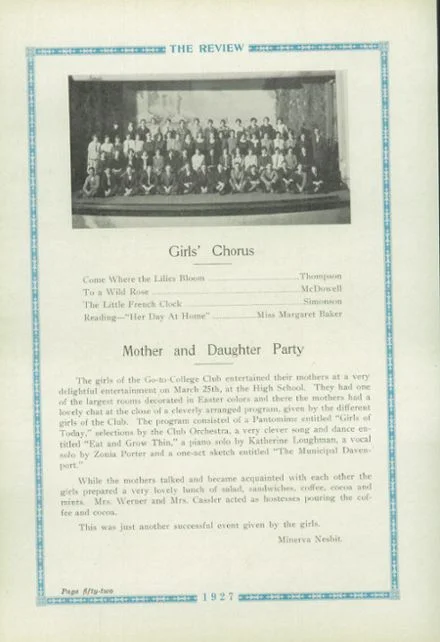 THE REVIEW
Girls' Chorus
Come Where the Lilies Bloom ........................ Thompson
To a Wild Rose ........................ McDowell
The Little French Clock ........................ Simonson
Reading—"Her Day At Home" ........................ Miss Margaret Baker
Mother and Daughter Party
The girls of the Go-to-College Club entertained their mothers at a very
delightful entertainment on March 25th, at the High School. They had one
of the largest rooms decorated in Easter colors and there the mothers had a
lovely chat at the close of a cleverly arranged program, given by the different
girls of the Club. The program consisted of a Pantomine entitled "Girls of
Today," selections by the Club Orchestra, a very clever song and dance en-
titled "Eat and Grow Thin," a piano solo by Katherine Loughman, a vocal
solo by Zonia Porter and a one-act sketch entitled "The Municipal Daven-
port."
While the mothers talked and became acquainted with each other the
girls prepared a very lovely lunch of salad, sandwiches, coffee, cocoa and
mints. Mrs. Werner and Mrs. Cassler acted as hostesses pouring the cof-
fee and cocoa.
This was just another successful event given by the girls.
Minerva Nesbit.
Page fifty-two
1927